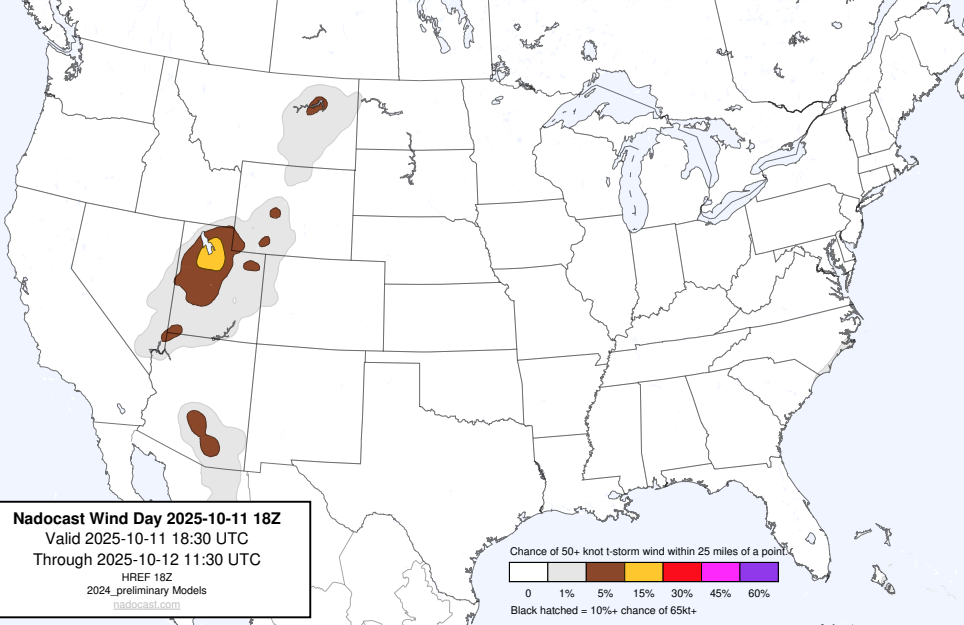 Nadocast Wind Day 2025-10-11 18Z
Valid 2025-10-11 18:30 UTC
Through 2025-10-12 11:30 UTC
HREF 18Z
2024_preliminary Models
nadocast.com
Chance of 50+ knot t-storm wind within 25 miles of a point.
0 1% 5% 15% 30% 45% 60%
Black hatched = 10%+ chance of 65kt+